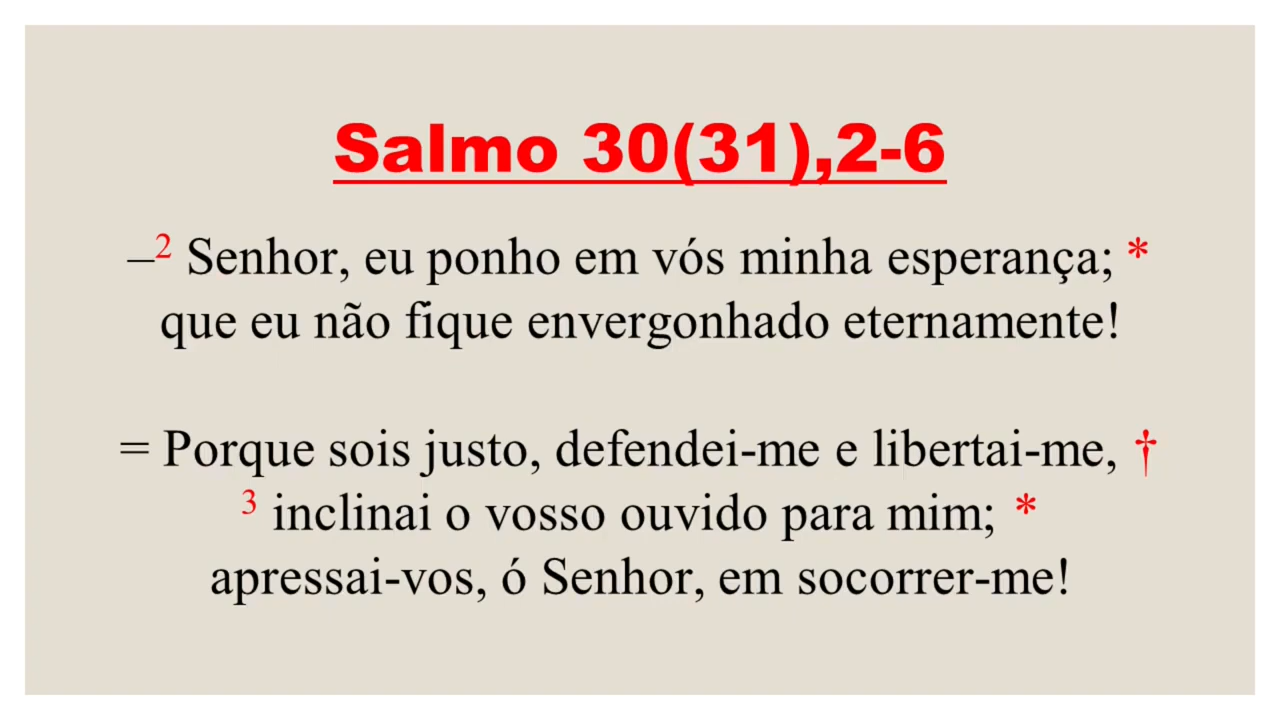 Salmo 30(31),2-6
–² Senhor, eu ponho em vós minha esperança; *
que eu não fique envergonhado eternamente!
= Porque sois justo, defendei-me e libertai-me, †
³ inclinai o vosso ouvido para mim; *
apressai-vos, ó Senhor, em socorrer-me!